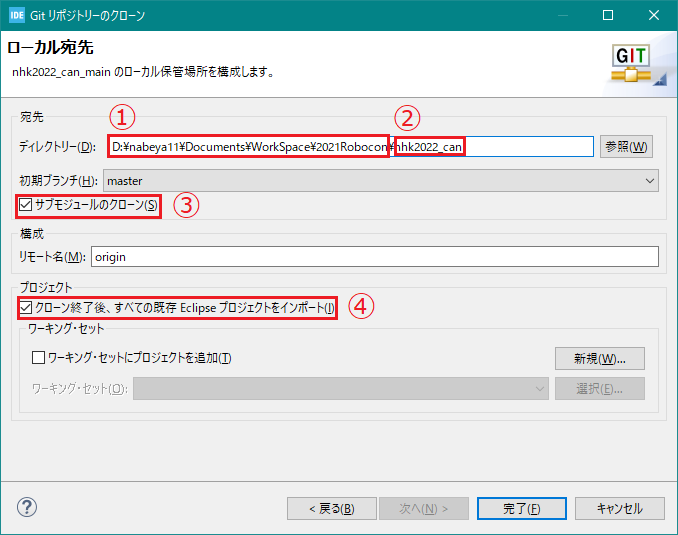 IDE Git リポジトリーのクローン
ローカル宛先
nhk2022_can_main のローカル保管場所を構成します。
GIT
宛先
① ②
ディレクトリー(D): D:¥nabeya11¥Documents¥WorkSpace¥2021Robocon¥nhk2022_can 参照(W)
初期ブランチ(H): master
サブモジュールのクローン(S) ③
構成
リモート名(M): origin
プロジェクト
クローン終了後、すべての既存 Eclipse プロジェクトをインポート(I) ④
ワーキング・セット
ワーキング・セットにプロジェクトを追加(T) 新規(W)...
ワーキング・セット(O): 選択(E)...
? < 戻る(B) 次へ(N) > 完了(F) キャンセル